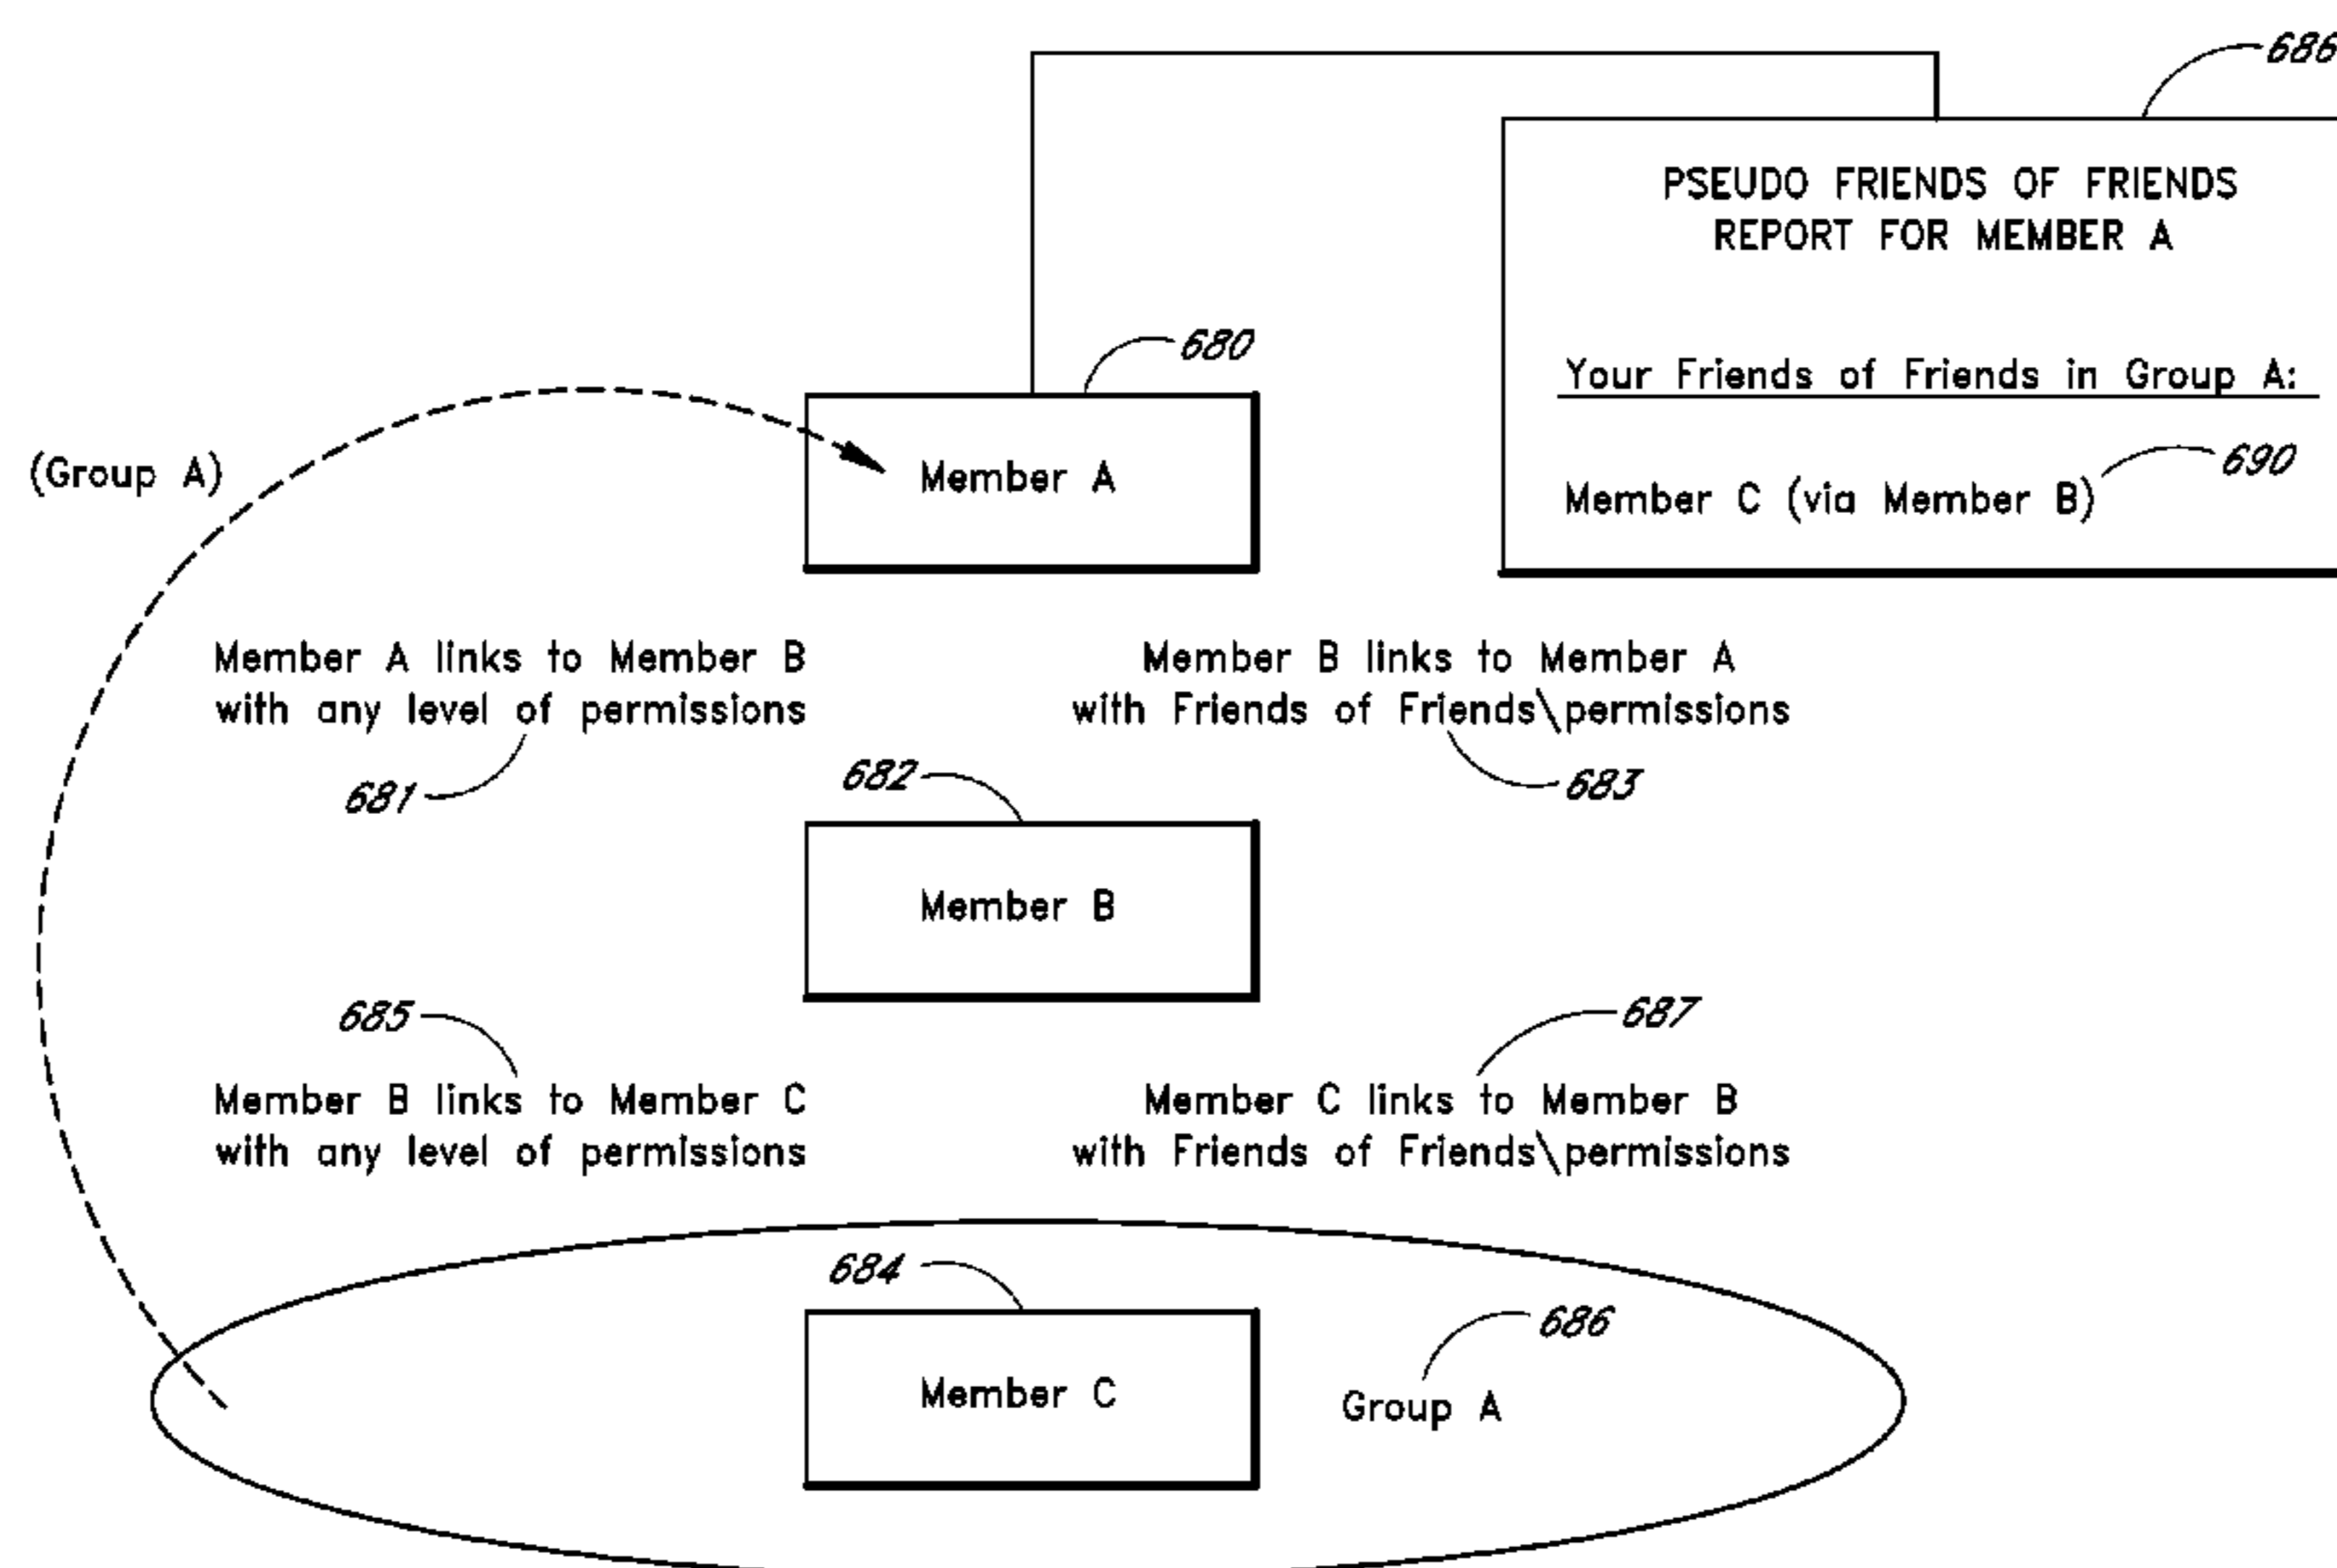 686
PSEUDO FRIENDS OF FRIENDS
REPORT FOR MEMBER A
680
Your Friends of Friends in Group A:
(Group A)
Member A
690
Member C (via Member B)
Member A links to Member B
with any level of permissions
Member B links to Member A
with Friends of Friends\permissions
681
682
683
Member B
685
687
Member B links to Member C
with any level of permissions
Member C links to Member B
with Friends of Friends\permissions
684
686
Member C
Group A